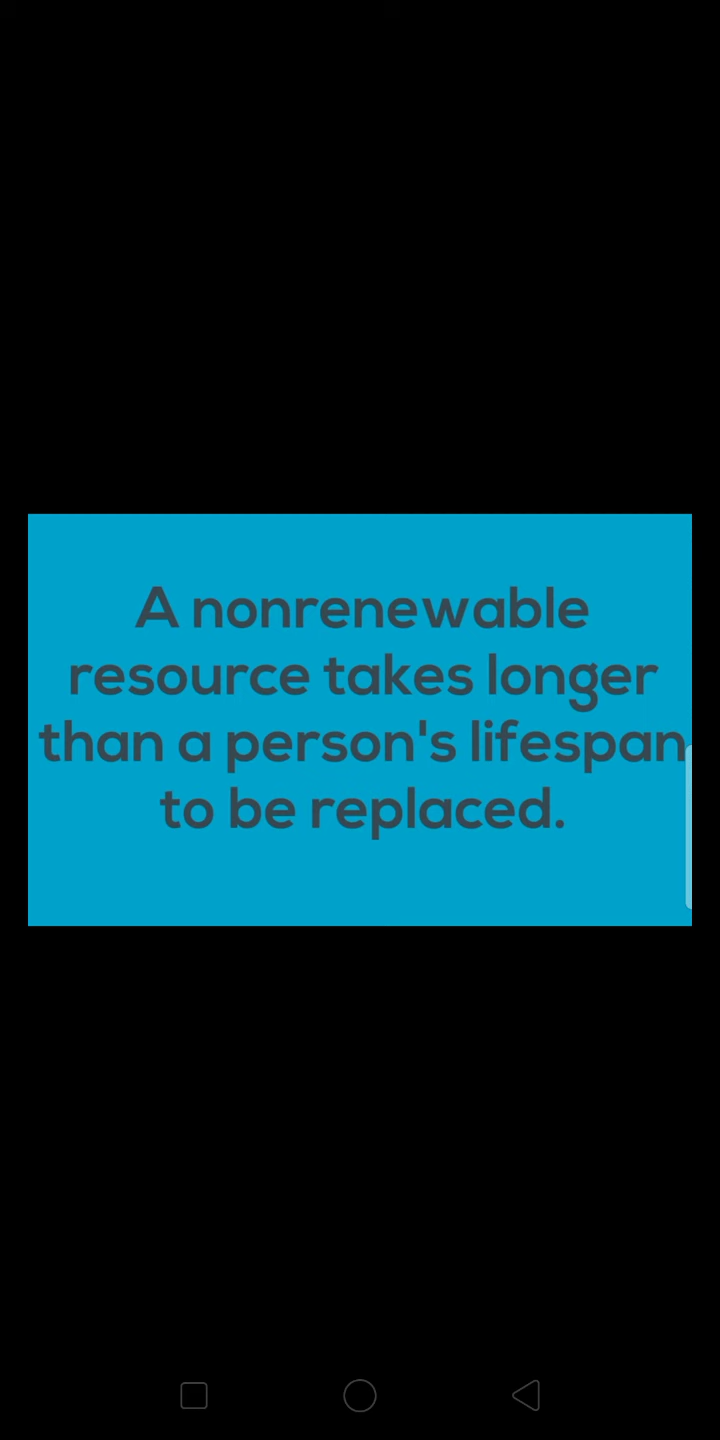 A nonrenewable
resource takes longer
than a person's lifespan
to be replaced.